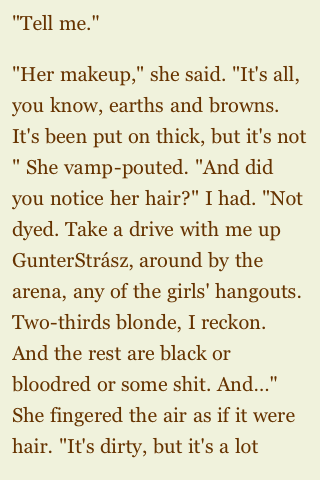 "Tell me."
"Her makeup," she said. "It's all,
you know, earths and browns.
It's been put on thick, but it's not
" She vamp-pouted. "And did
you notice her hair?" I had. "Not
dyed. Take a drive with me up
GunterStrász, around by the
arena, any of the girls' hangouts.
Two-thirds blonde, I reckon.
And the rest are black or
bloodred or some shit. And..."
She fingered the air as if it were
hair. "It's dirty, but it's a lot